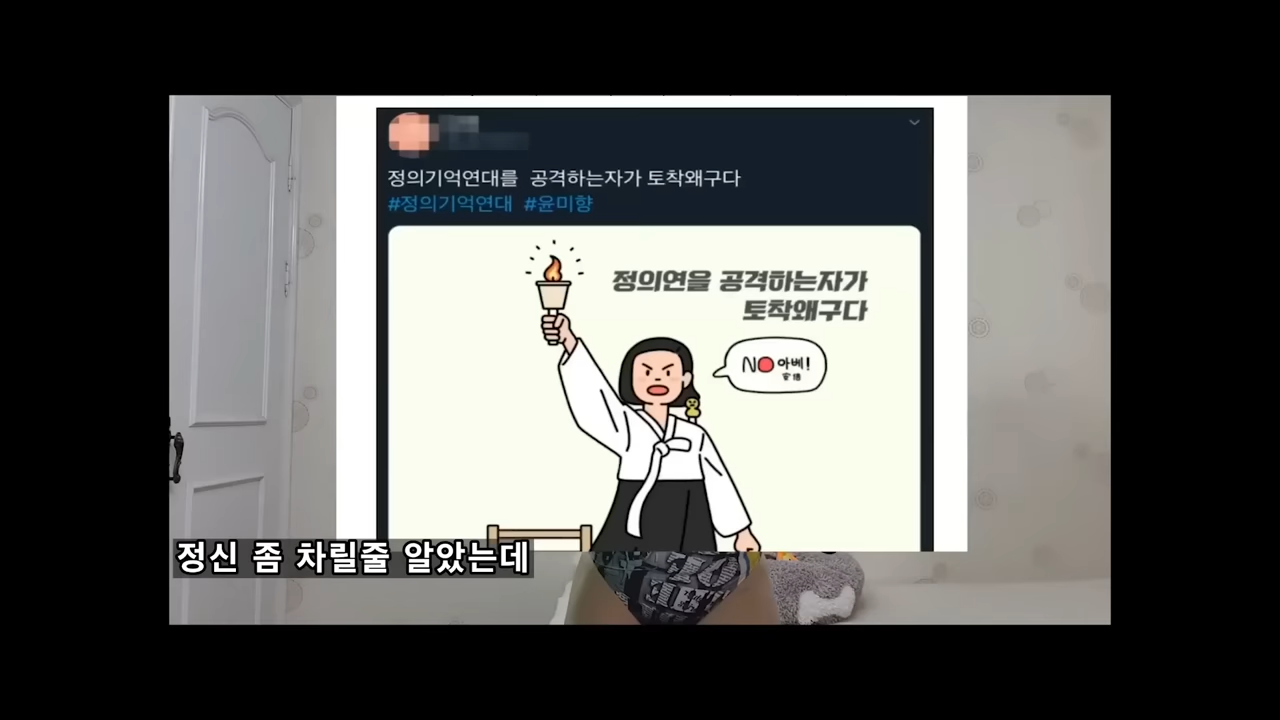 정의기억연대를 공격하는자가 토착왜구다
#정의기억연대 #윤미향
정의연을 공격하는자가
토착왜구다
NO 아베!
安倍
정신 좀 차릴줄 알았는데